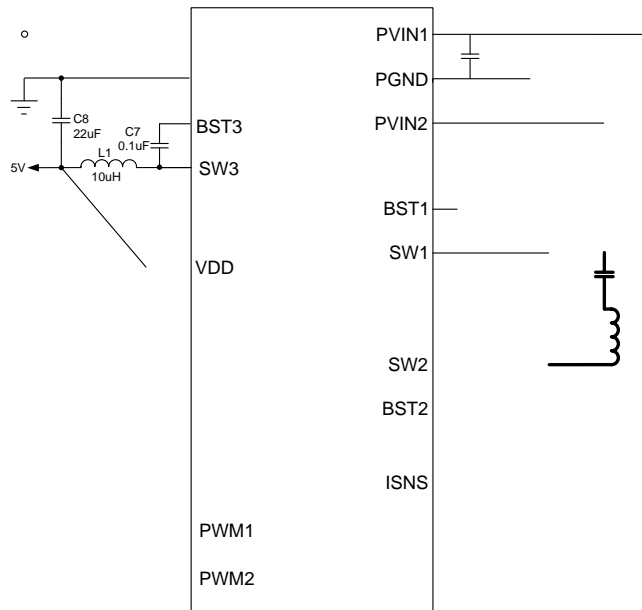 PVIN1
PGND
C8
22uF
C7
0.1uF
BST3
PVIN2
5V
L1
10uH
SW3
BST1
SW1
VDD
SW2
BST2
ISNS
PWM1
PWM2